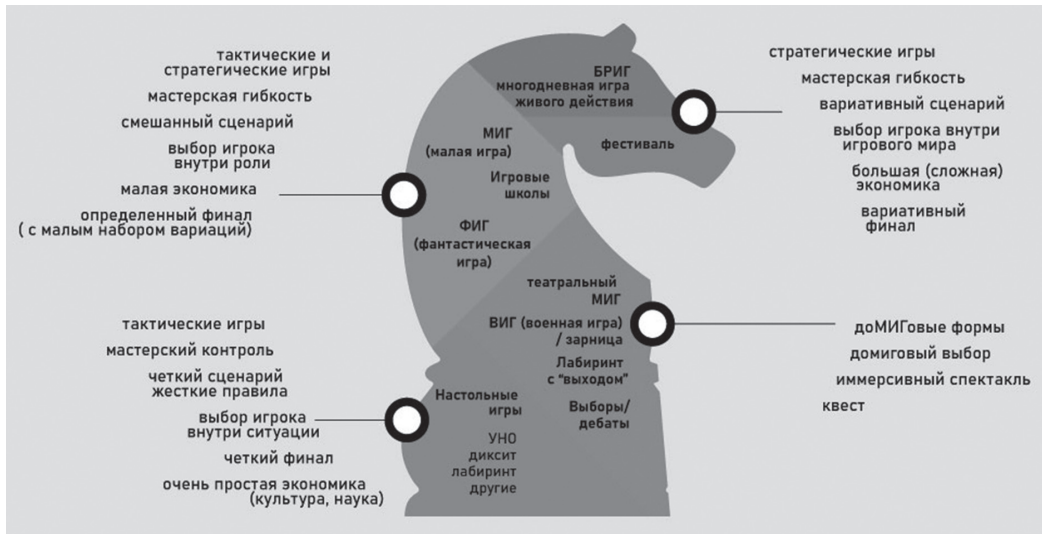 тактические и
стратегические игры
мастерская гибкость
смешанный сценарий
выбор игрока
внутри роли
малая экономика
определенный финал
( с малым набором вариаций)
БРИГ
многодневная игра
живого действия
фестиваль
МИГ
(малая игра)
Игровые
школы
ФИГ
(фантастическая
игра)
стратегические игры
мастерская гибкость
вариативный сценарий
выбор игрока внутри
игрового мира
большая (сложная)
экономика
вариативный
финал
тактические игры
мастерский контроль
четкий сценарий
жесткие правила
выбор игрока
внутри ситуации
четкий финал
очень простая экономика
(культура, наука)
театральный
МИГ
ВИГ (военная игра)
/ зарница
Лабиринт
с “выходом”
Выборы/
дебаты
Настольные
игры
УНО
диксит
лабиринт
другие
доМИГовые формы
домиговый выбор
иммерсивный спектакль
квест